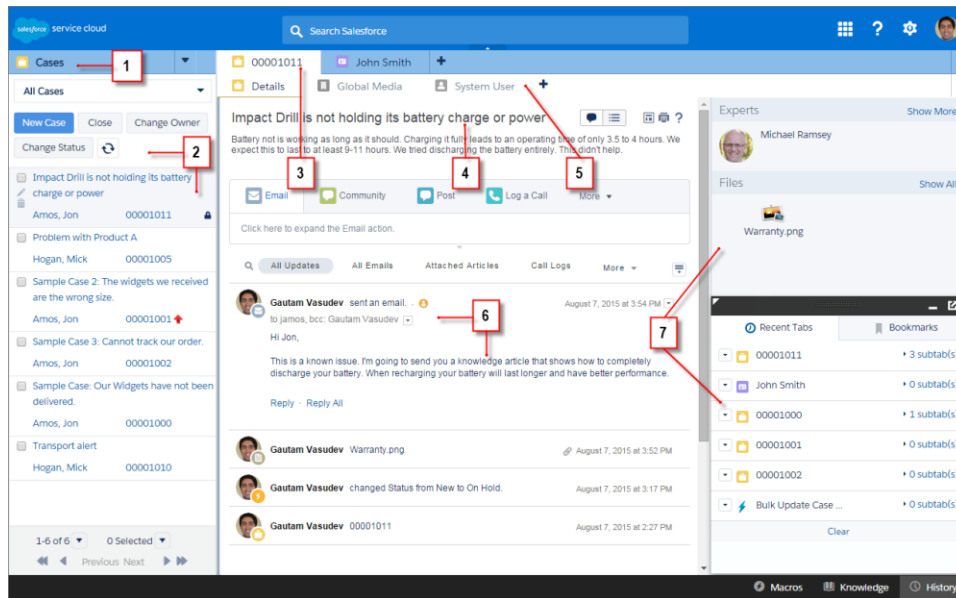 salesforce service cloud
Search Salesforce
Cases
1
00001011
John Smith
All Cases
Details
Global Media
System User
New Case
Close
Change Owner
Change Status
2
Impact Drill is not holding its battery
charge or power
Amos, Jon
00001011
Problem with Product A
Hogan, Mick
00001005
Sample Case 2: The widgets we received
are the wrong size.
Amos, Jon
00001001
Sample Case 3: Cannot track our order.
Amos, Jon
00001002
Sample Case: Our Widgets have not been
delivered.
Amos, Jon
00001000
Transport alert
Hogan, Mick
00001010
1-6 of 6
0 Selected
Previous Next
Impact Drill is not holding its battery charge or power
Battery not is working as long as it should. Charging it fully leads to an operating time of only 3.5 to 4 hours. We
expect this to last to at least 9-11 hours. We tried discharging the battery entirely. This didn't help.
3
4
5
Email
Community
Post
Log a Call
More
Click here to expand the Email action.
All Updates
All Emails
Attached Articles
Call Logs
More
Gautam Vasudev sent an email.
August 7, 2015 at 3:54 PM
to jamos, bcc: Gautam Vasudev
6
Hi Jon,
This is a known issue. I'm going to send you a knowledge article that shows how to completely
discharge your battery. When recharging your battery will last longer and have better performance.
Reply · Reply All
Gautam Vasudev Warranty.png
August 7, 2015 at 3:52 PM
Gautam Vasudev changed Status from New to On Hold.
August 7, 2015 at 3:17 PM
Gautam Vasudev 00001011
August 7, 2015 at 2:27 PM
Experts
Show More
Michael Ramsey
Files
Show All
Warranty.png
7
Recent Tabs
Bookmarks
00001011
3 subtab(s)
John Smith
0 subtab(s)
00001000
1 subtab(s)
00001001
0 subtab(s)
00001002
0 subtab(s)
Bulk Update Case ...
0 subtab(s)
Clear
Macros
Knowledge
History